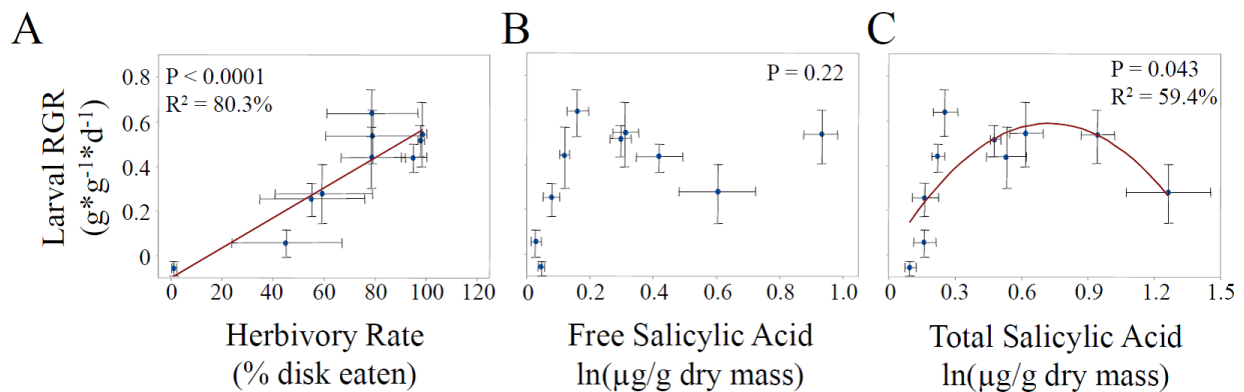 A
B
C
P < 0.0001
R² = 80.3%
P = 0.22
P = 0.043
R² = 59.4%
Larval RGR
(g*g⁻¹*d⁻¹)
0.8
0.6
0.4
0.2
0
0 20 40 60 80 100
0 0.2 0.4 0.6 0.8 1.0
0 0.3 0.6 0.9 1.2 1.5
Herbivory Rate
(% disk eaten)
Free Salicylic Acid
ln(µg/g dry mass)
Total Salicylic Acid
ln(µg/g dry mass)